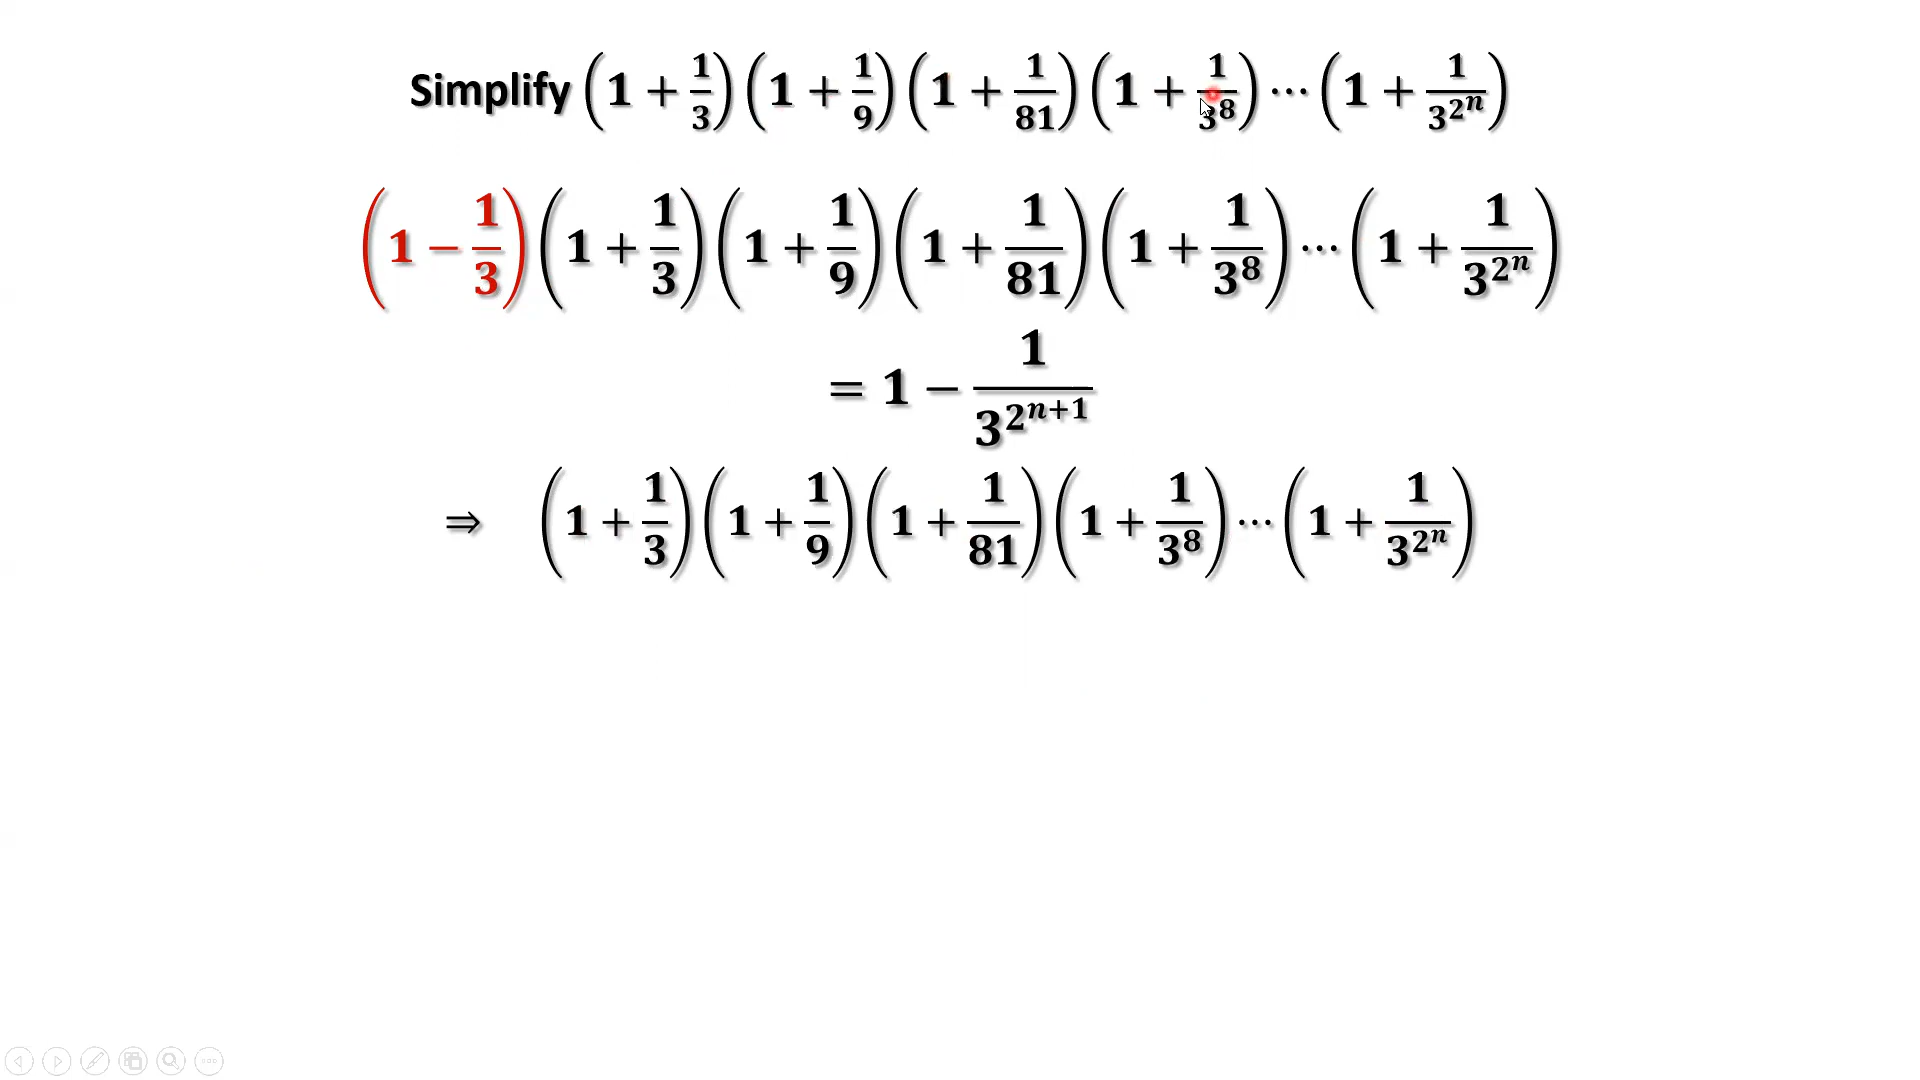 Simplify (1 + 1/3)(1 + 1/9)(1 + 1/81)(1 + 1/3^8)⋯(1 + 1/3^{2^n})
(1 − 1/3)(1 + 1/3)(1 + 1/9)(1 + 1/81)(1 + 1/3^8)⋯(1 + 1/3^{2^n})
= 1 − 1/3^{2^{n+1}}
⇒ (1 + 1/3)(1 + 1/9)(1 + 1/81)(1 + 1/3^8)⋯(1 + 1/3^{2^n})